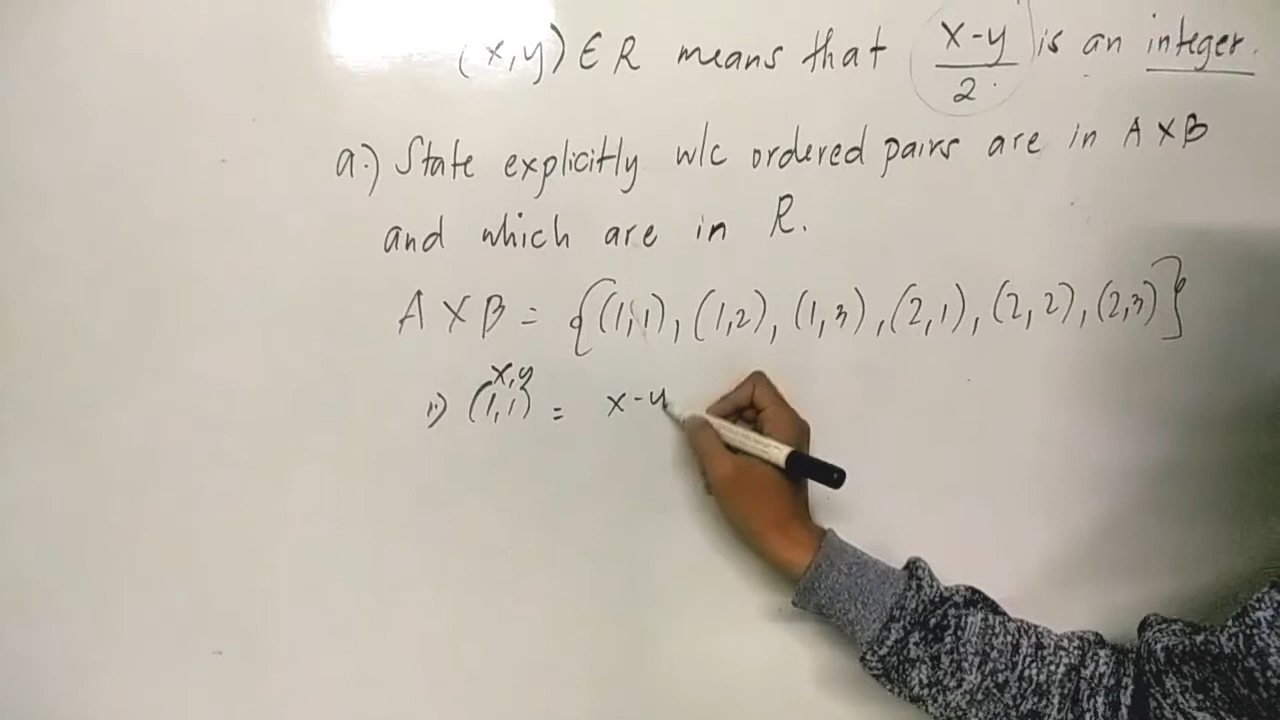 (x,y) ∈ R means that x-y/2 is an integer.
a.) State explicitly w/c ordered pairs are in A X B
and which are in R.
A X B = {(1,1), (1,2), (1,3), (2,1), (2,2), (2,3)}
x,y
(1,1) = x-y